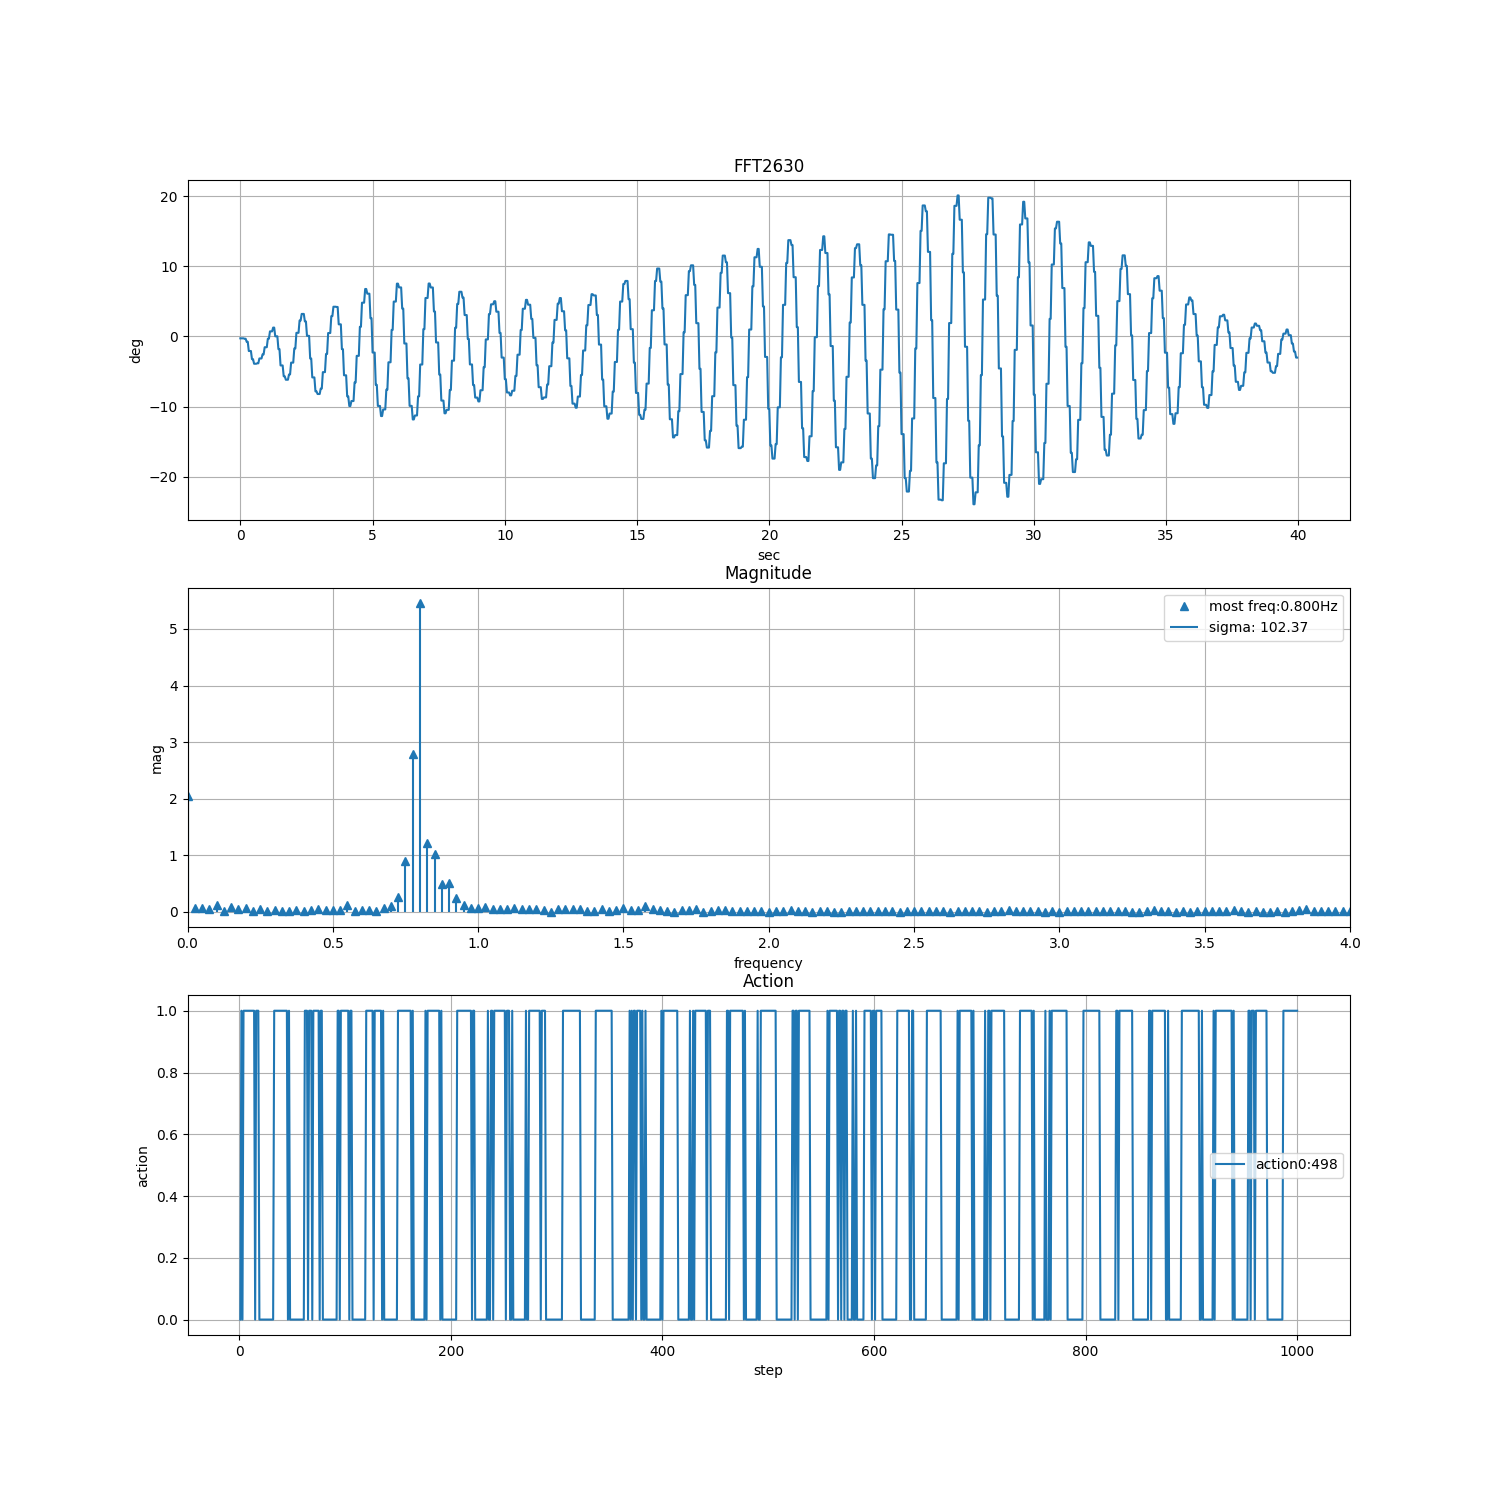 FFT2630
20
10
0
−10
−20
deg
0 5 10 15 20 25 30 35 40
sec
Magnitude
most freq:0.800Hz
sigma: 102.37
5
4
3
2
1
0
mag
0.0 0.5 1.0 1.5 2.0 2.5 3.0 3.5 4.0
frequency
Action
1.0
0.8
0.6
0.4
0.2
0.0
action
action0:498
0 200 400 600 800 1000
step